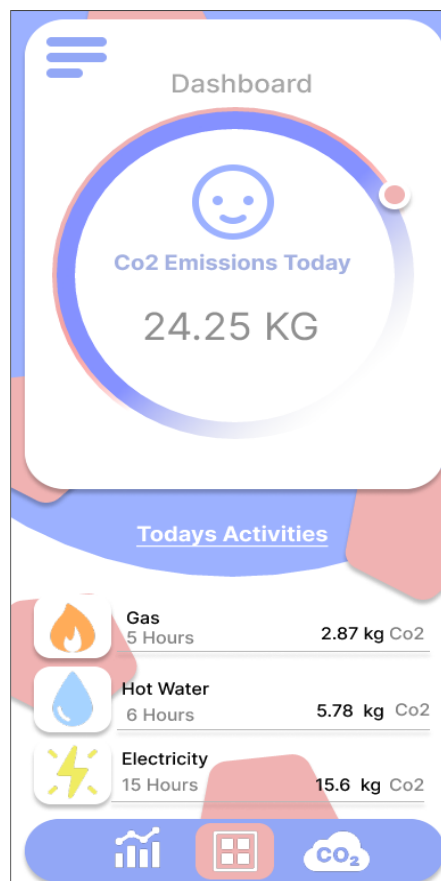 Dashboard
Co2 Emissions Today
24.25 KG
Todays Activities
Gas
5 Hours
2.87 kg Co2
Hot Water
6 Hours
5.78 kg Co2
Electricity
15 Hours
15.6 kg Co2
CO₂